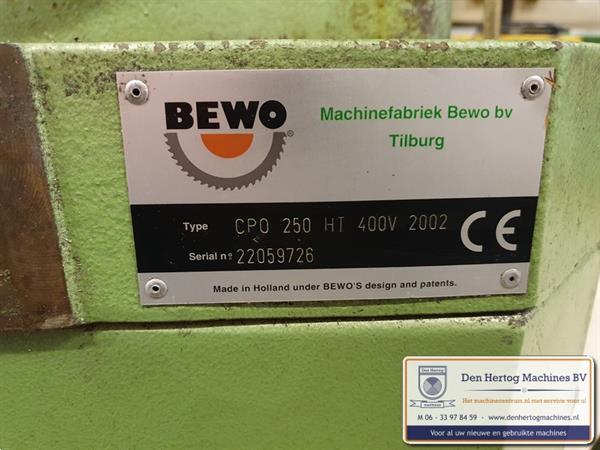 BEWO
®
Machinefabriek Bewo bv
Tilburg
Type CPO 250 HT 400V 2002
CE
Serial nº 22059726
Made in Holland under BEWO'S design and patents.
Den Hertog Machines BV
Het machinecentrum.nl met service voor u!
M 06 - 33 97 84 59 - www.denhertogmachines.nl
Voor al uw nieuwe en gebruikte machines